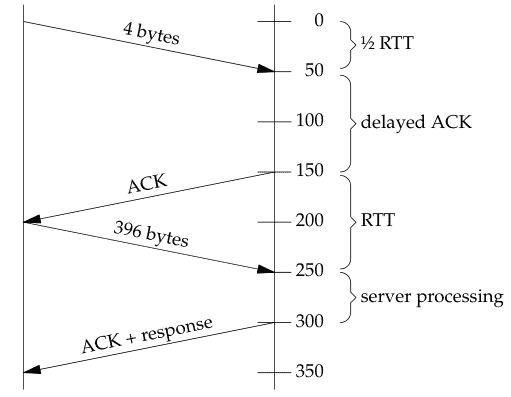 4 bytes
0
½ RTT
50
100
delayed ACK
150
ACK
200
RTT
396 bytes
250
server processing
300
ACK + response
350